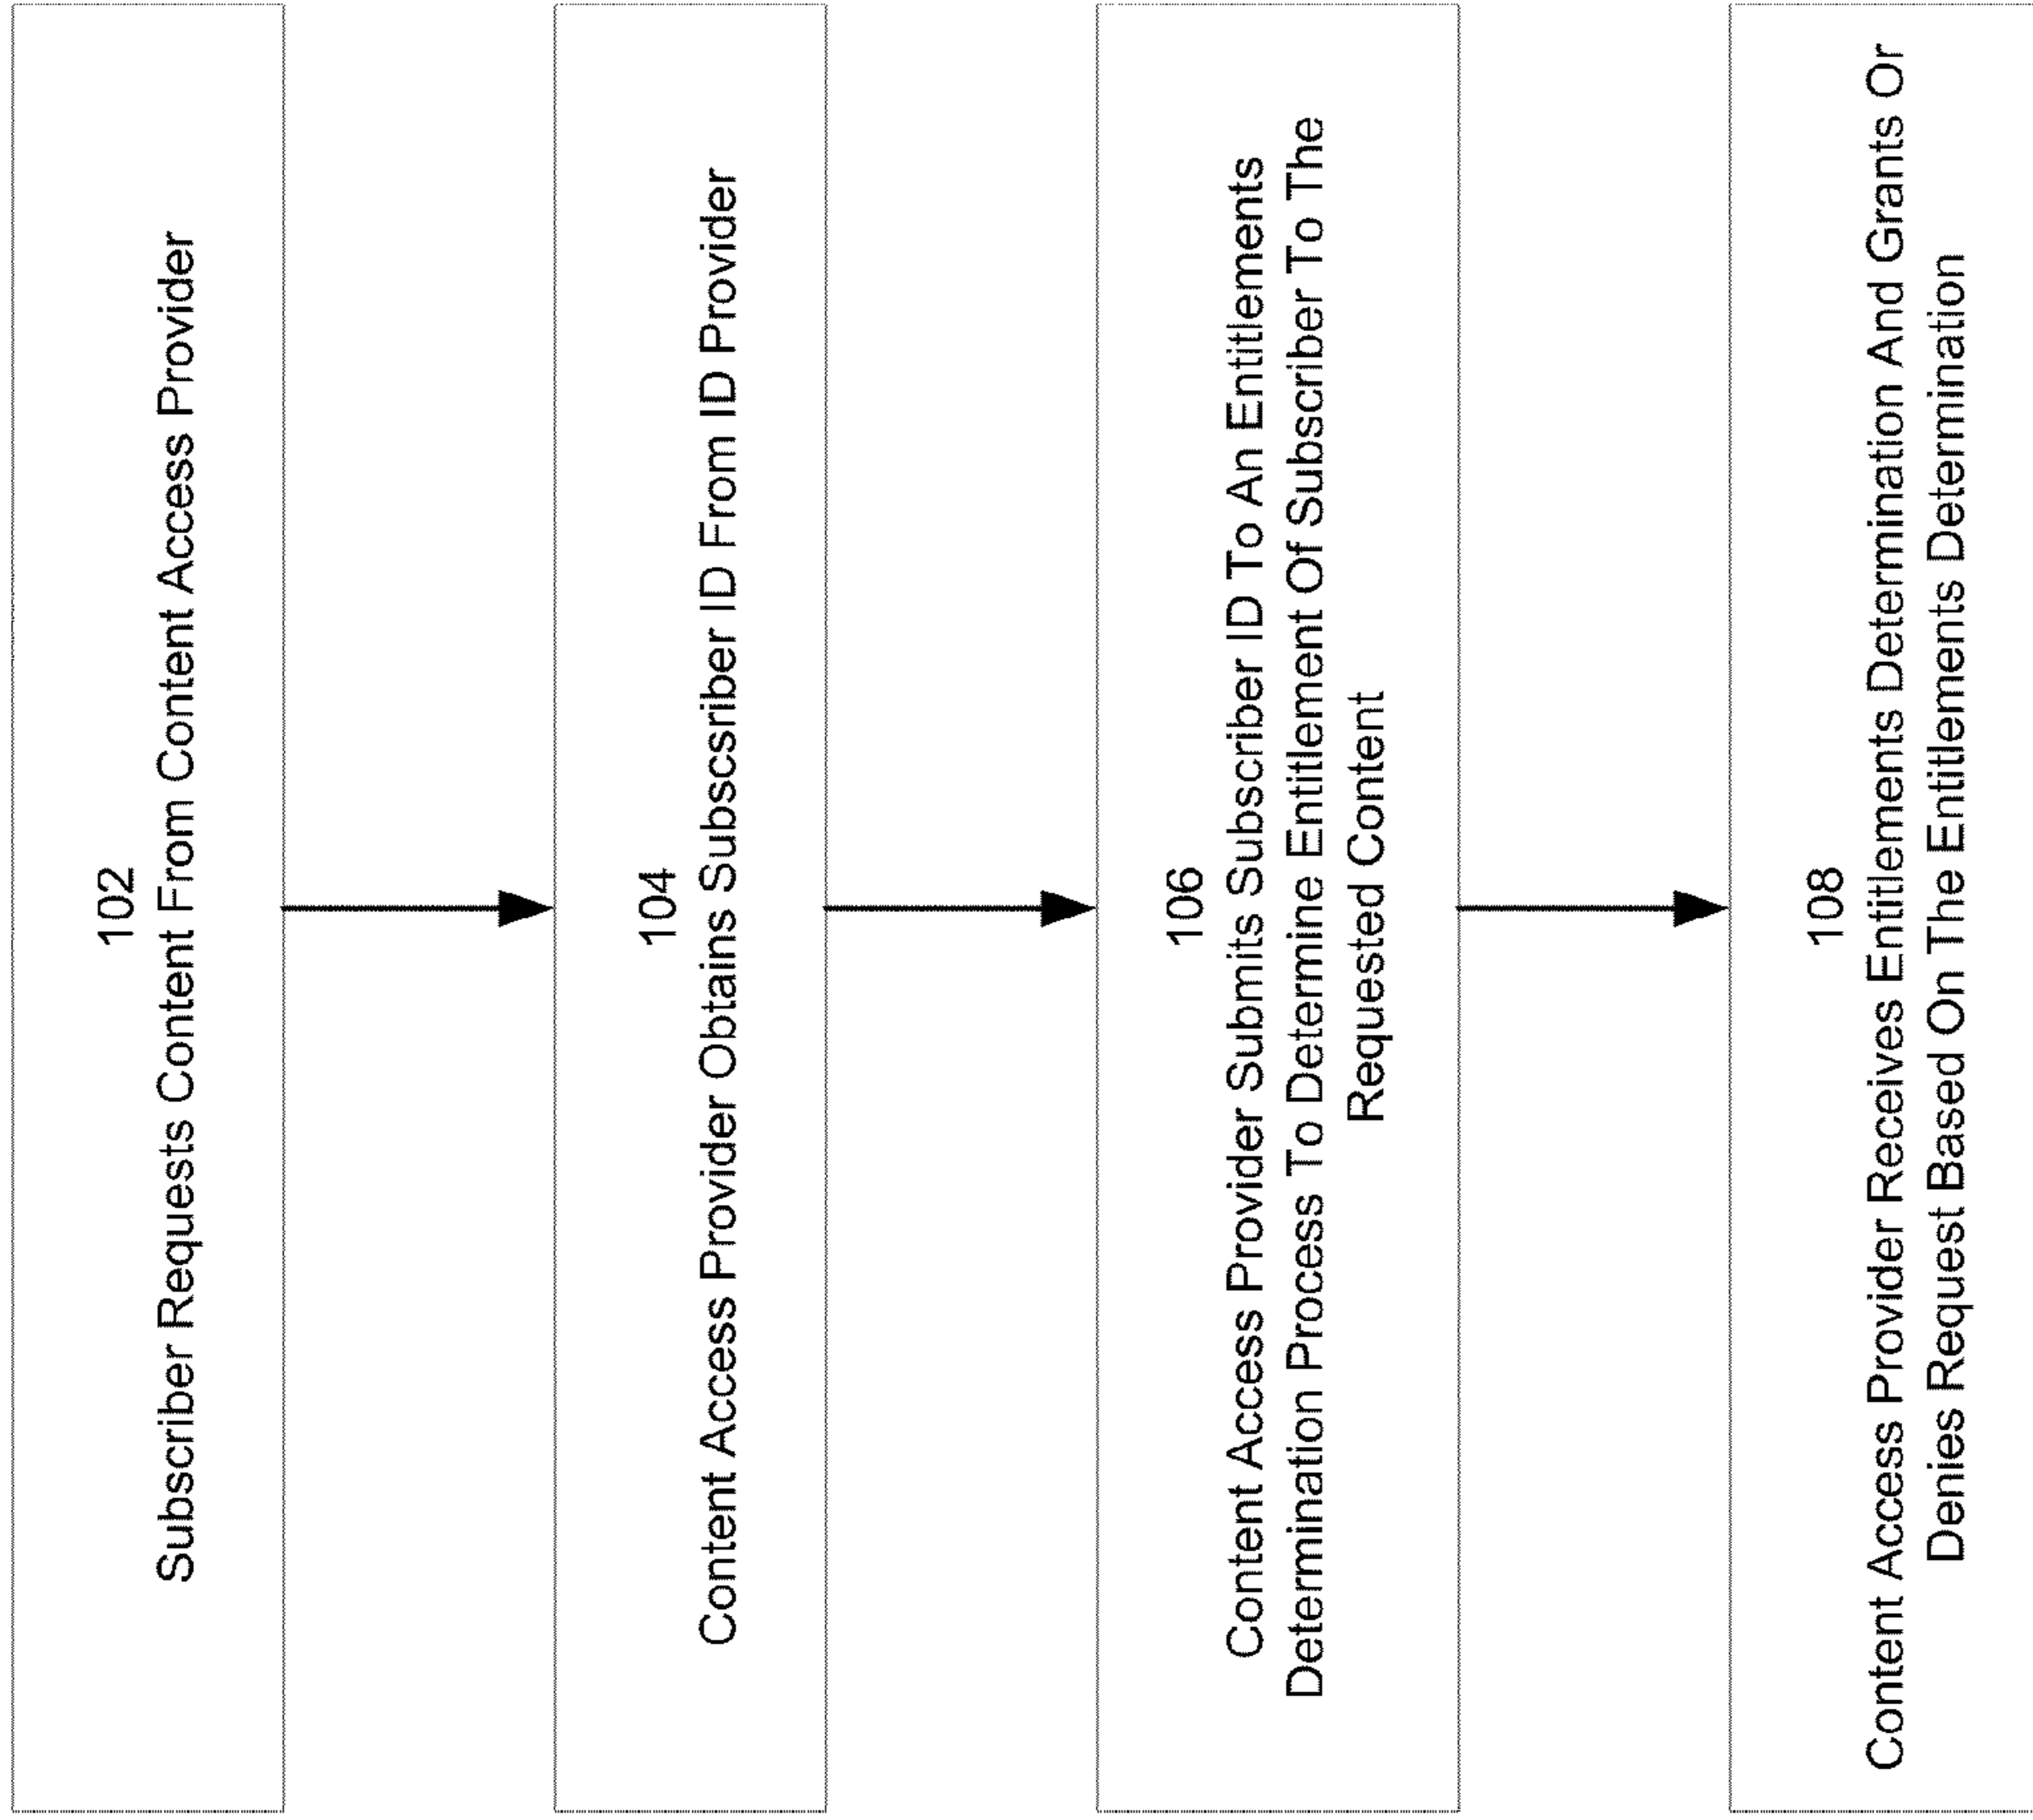 102
Subscriber Requests Content From Content Access Provider
104
Content Access Provider Obtains Subscsriber ID From ID Provider
106
Content Access Provider Submits Subscriber ID To An Entitlements
Determination Process To Determine Entitlement Of Subscriber To The
Requested Content
108
Content Access Provider Receives Entitlements Determination And Grants Or
Denies Request Based On The Entitlements Determination